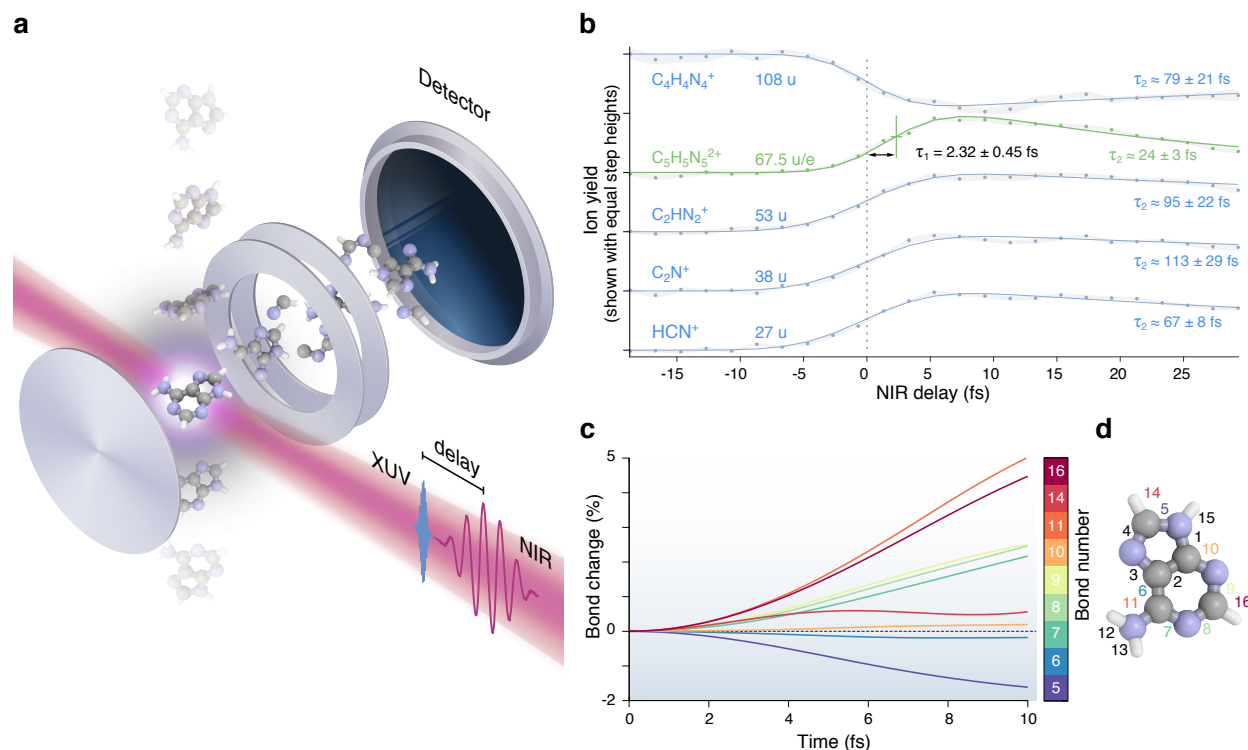 a
Detector
XUV
delay
NIR
b
Ion yield
(shown with equal step heights)
C₄H₄N₄⁺ 108 u τ₂ ≈ 79 ± 21 fs
C₅H₅N₅²⁺ 67.5 u/e τ₁ = 2.32 ± 0.45 fs τ₂ ≈ 24 ± 3 fs
C₂HN₂⁺ 53 u τ₂ ≈ 95 ± 22 fs
C₂N⁺ 38 u τ₂ ≈ 113 ± 29 fs
HCN⁺ 27 u τ₂ ≈ 67 ± 8 fs
-15 -10 -5 0 5 10 15 20 25
NIR delay (fs)
c
Bond change (%)
5
0
-2
0 2 4 6 8 10
Time (fs)
16
14
11
10
9
8
7
6
5
Bond number
d
14 5 15
4 1
10
3 2
6 9
11 16
12
7 8
13